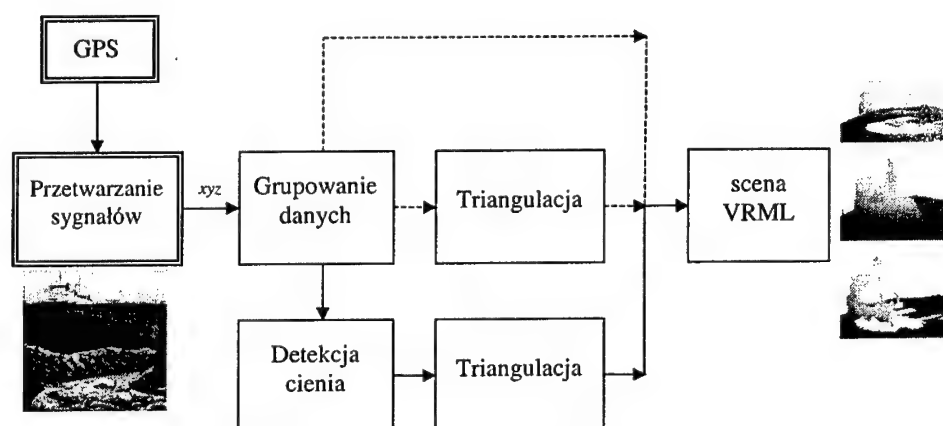 GPS
Przetwarzanie
sygnałów
xyz
Grupowanie
danych
Triangulacja
scena
VRML
Detekcja
cienia
Triangulacja